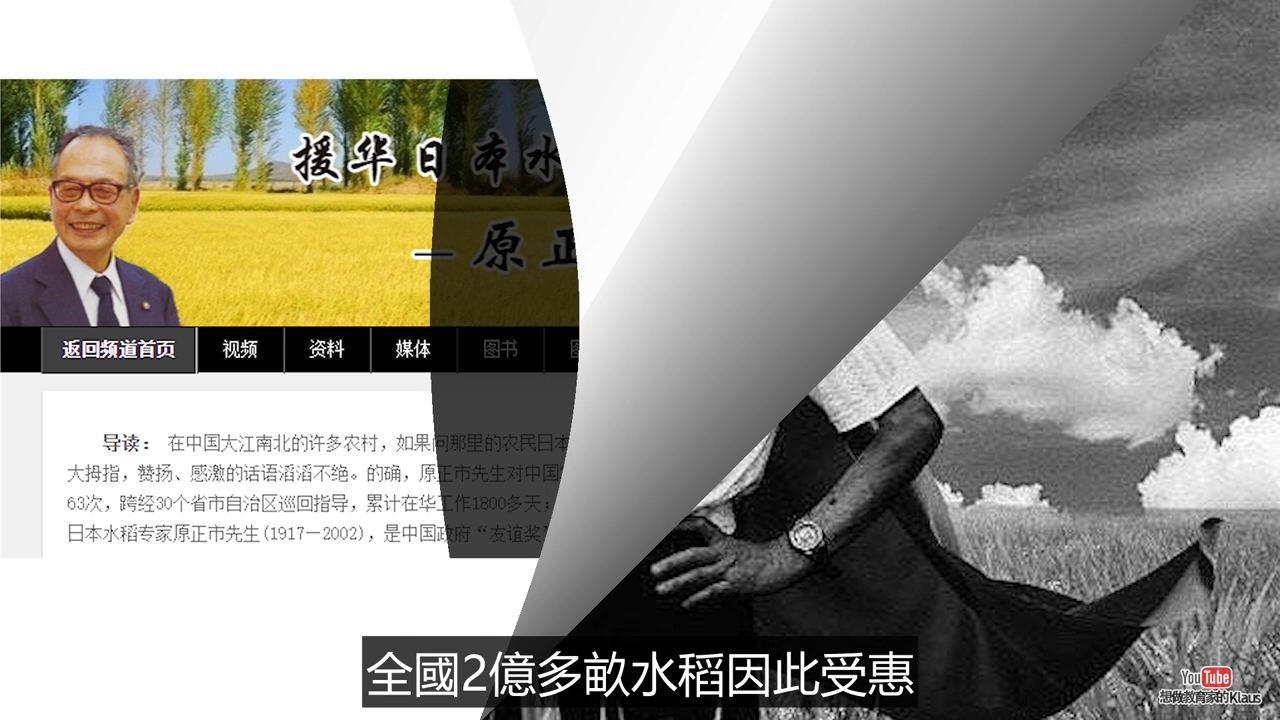 援华日本水
—原正
返回频道首页 视频 资料 媒体 图书
导读： 在中国大江南北的许多农村，如果问那里的农民日本
大拇指，赞扬、感激的话语滔滔不绝。的确，原正市先生对中国
63次，跨经30个省市自治区巡回指导，累计在华工作1800多天；
日本水稻专家原正市先生(1917—2002)，是中国政府“友谊奖”
全國2億多畝水稻因此受惠
YouTube
想做教育家的Klaus